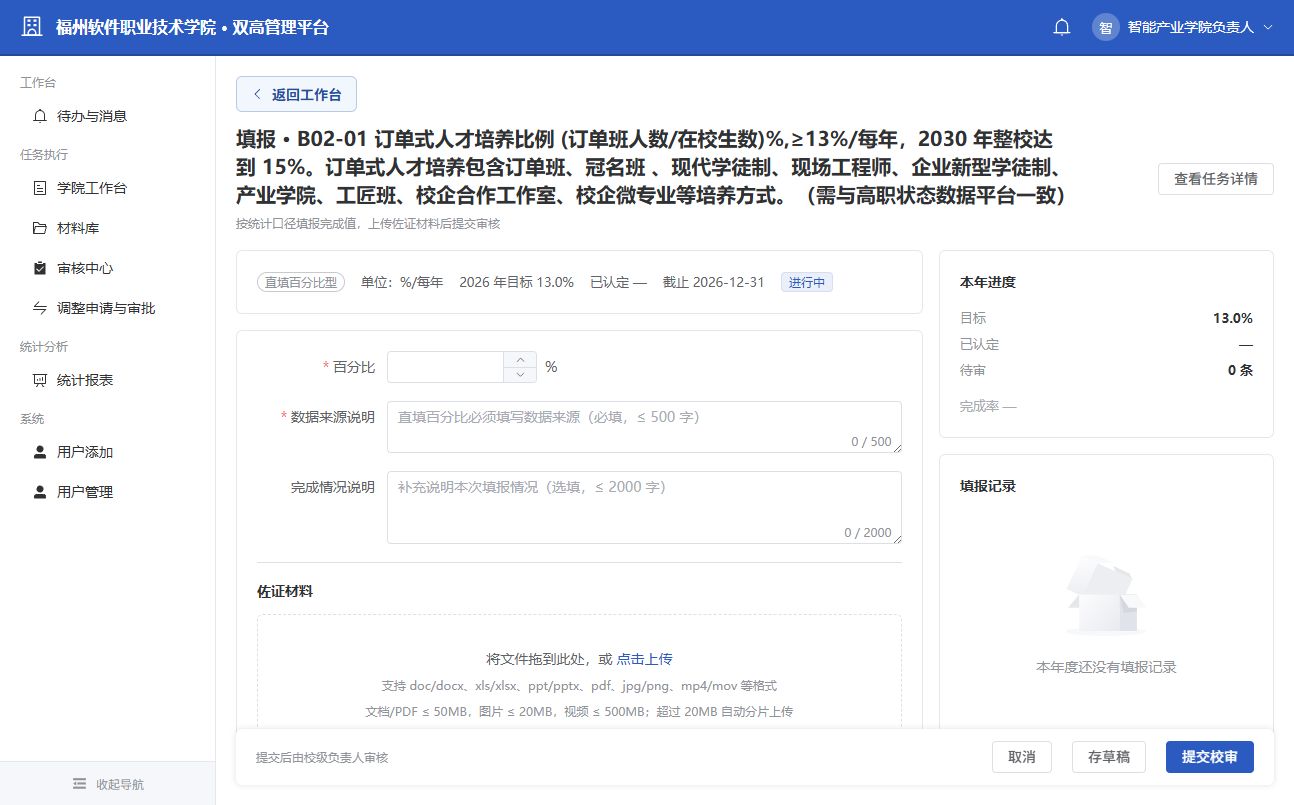 福州软件职业技术学院 • 双高管理平台
智 智能产业学院负责人
工作台
待办与消息
任务执行
学院工作台
材料库
审核中心
调整申请与审批
统计分析
统计报表
系统
用户添加
用户管理
收起导航
返回工作台
填报 • B02-01 订单式人才培养比例 (订单班人数/在校生数)%,≥13%/每年，2030 年整校达
到 15%。订单式人才培养包含订单班、冠名班 、现代学徒制、现场工程师、企业新型学徒制、
产业学院、工匠班、校企合作工作室、校企微专业等培养方式。（需与高职状态数据平台一致）
按统计口径填报完成值，上传佐证材料后提交审核
查看任务详情
直填百分比型 单位：%/每年 2026 年目标 13.0% 已认定 — 截止 2026-12-31 进行中
* 百分比 %
* 数据来源说明 直填百分比必须填写数据来源（必填，≤ 500 字）
0 / 500
完成情况说明 补充说明本次填报情况（选填，≤ 2000 字）
0 / 2000
佐证材料
将文件拖到此处，或 点击上传
支持 doc/docx、xls/xlsx、ppt/pptx、pdf、jpg/png、mp4/mov 等格式
文档/PDF ≤ 50MB，图片 ≤ 20MB，视频 ≤ 500MB；超过 20MB 自动分片上传
本年进度
目标 13.0%
已认定 —
待审 0 条
完成率 —
填报记录
本年度还没有填报记录
提交后由校级负责人审核
取消 存草稿 提交校审